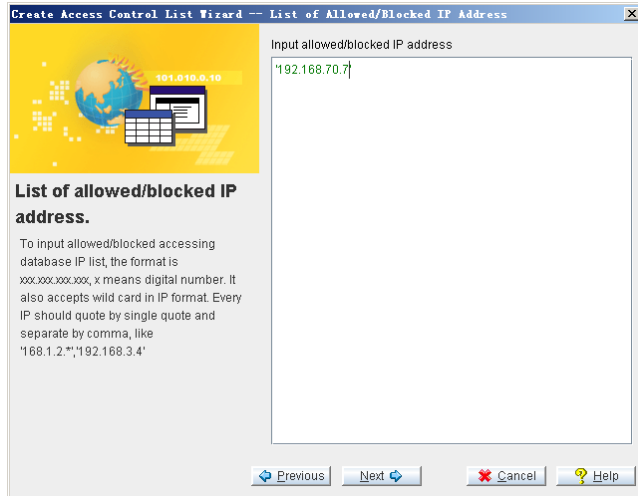 Create Access Control List Wizard -- List of Allowed/Blocked IP Address
101.010.0.10
List of allowed/blocked IP
address.
To input allowed/blocked accessing
database IP list, the format is
xxx.xxx.xxx.xxx, x means digital number. It
also accepts wild card in IP format. Every
IP should quote by single quote and
separate by comma, like
'168.1.2.*','192.168.3.4'
Input allowed/blocked IP address
'192.168.70.7'
Previous Next Cancel Help